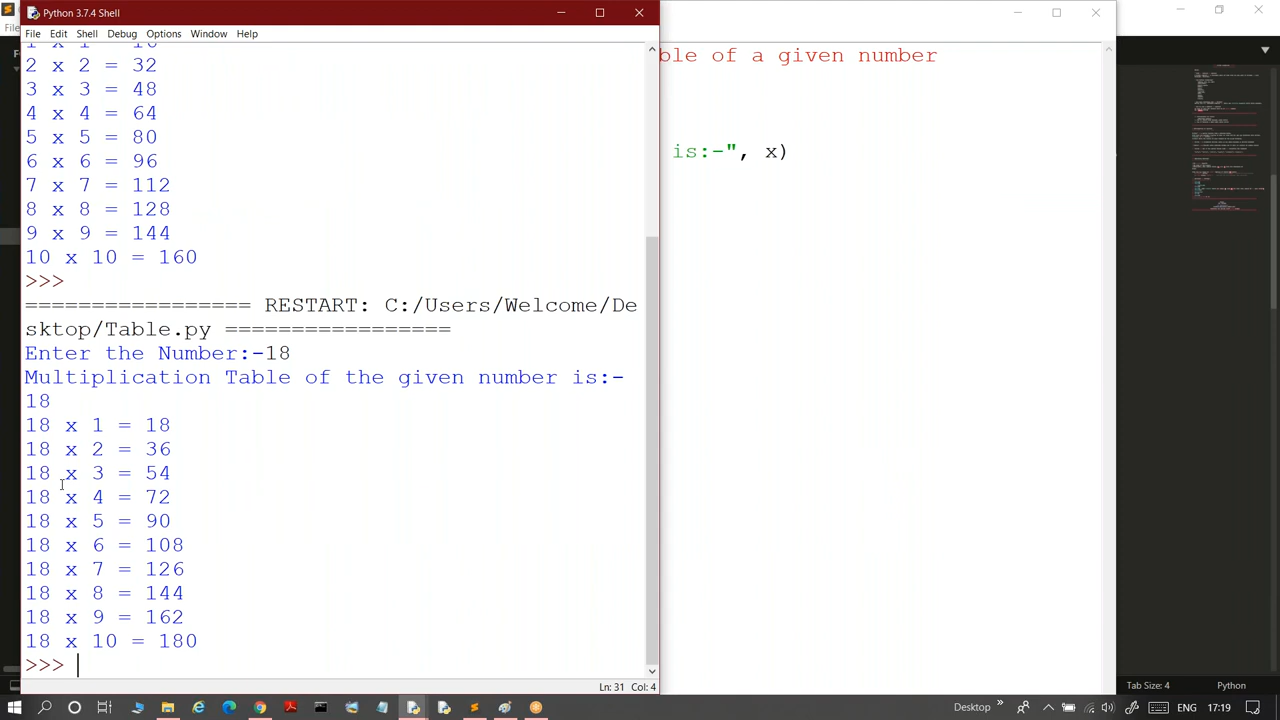 Python 3.7.4 Shell
File Edit Shell Debug Options Window Help
2 x 2 = 32
3 x 3 = 48
4 x 4 = 64
5 x 5 = 80
6 x 6 = 96
7 x 7 = 112
8 x 8 = 128
9 x 9 = 144
10 x 10 = 160
>>>
================= RESTART: C:/Users/Welcome/De
sktop/Table.py =================
Enter the Number:-18
Multiplication Table of the given number is:-
18
18 x 1 = 18
18 x 2 = 36
18 x 3 = 54
18 x 4 = 72
18 x 5 = 90
18 x 6 = 108
18 x 7 = 126
18 x 8 = 144
18 x 9 = 162
18 x 10 = 180
>>>
Ln: 31 Col: 4
ble of a given number
is:-", x)
Tab Size: 4 Python
Desktop ENG 17:19